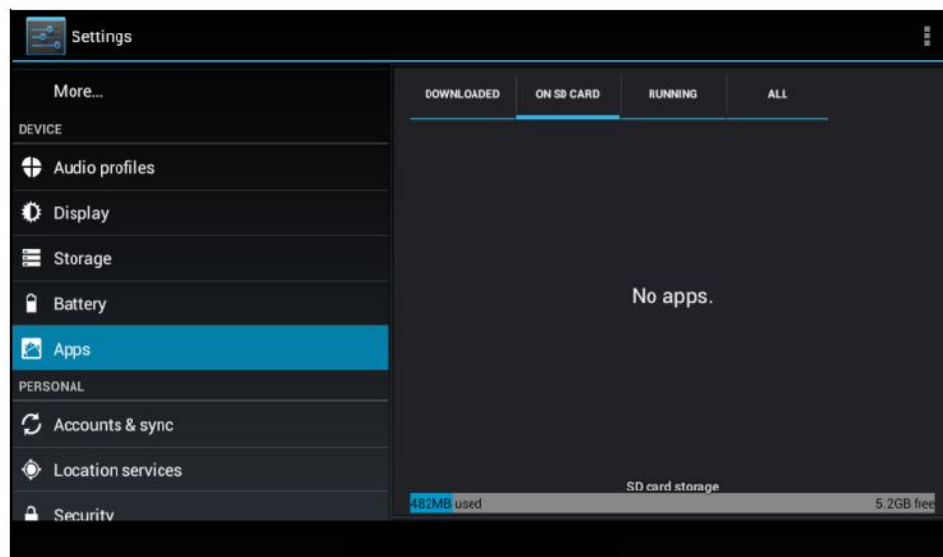 Settings
More...
DEVICE
Audio profiles
Display
Storage
Battery
Apps
PERSONAL
Accounts & sync
Location services
Security
DOWNLOADED
ON SD CARD
RUNNING
ALL
No apps.
SD card storage
482MB used
5.2GB free